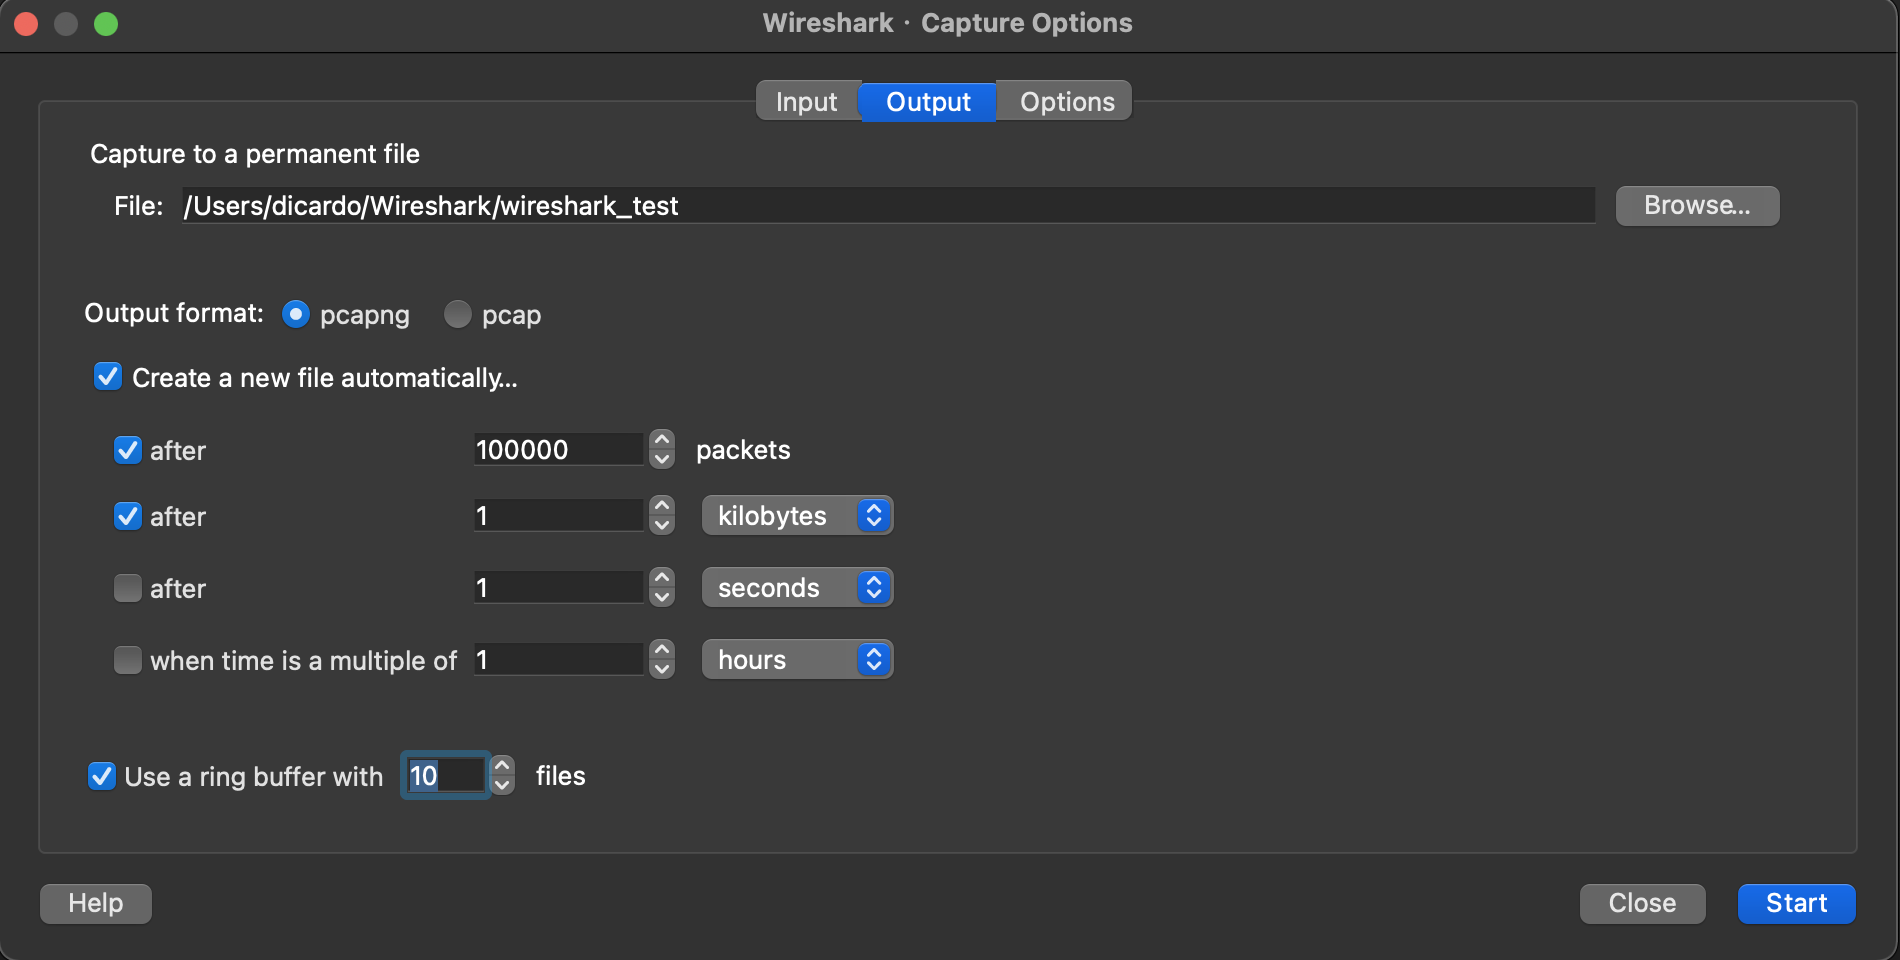 Wireshark · Capture Options
Input Output Options
Capture to a permanent file
File: /Users/dicardo/Wireshark/wireshark_test Browse...
Output format: pcapng pcap
Create a new file automatically...
after 100000 packets
after 1 kilobytes
after 1 seconds
when time is a multiple of 1 hours
Use a ring buffer with 10 files
Help Close Start